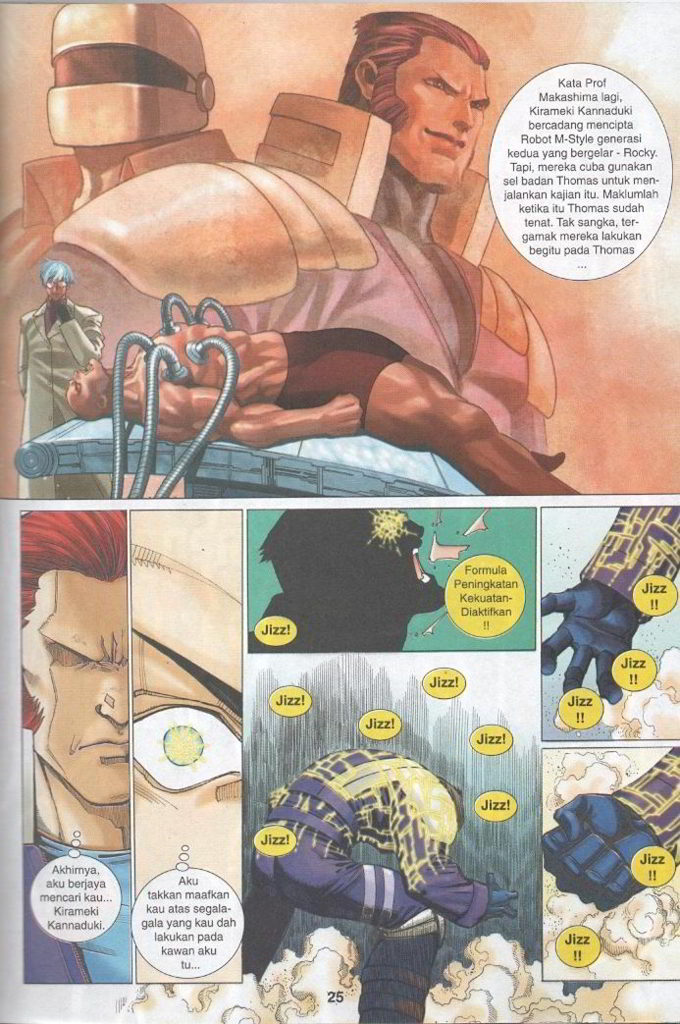 Kata Prof
Makashima lagi,
Kirameki Kannaduki
bercadang mencipta
Robot M-Style generasi
kedua yang bergelar - Rocky.
Tapi, mereka cuba gunakan
sel badan Thomas untuk men-
jalankan kajian itu. Maklumlah
ketika itu Thomas sudah
tenat. Tak sangka, ter-
gamak mereka lakukan
begitu pada Thomas
...
Akhirnya,
aku berjaya
mencari kau...
Kirameki
Kannaduki.
Aku
takkan maafkan
kau atas segala-
gala yang kau dah
lakukan pada
kawan aku
tu...
Formula
Peningkatan
Kekuatan-
Diaktifkan
!!
Jizz!
Jizz!
Jizz!
Jizz!
Jizz!
Jizz!
Jizz!
Jizz
!!
Jizz
!!
Jizz
!!
Jizz
!!
Jizz
!!
25